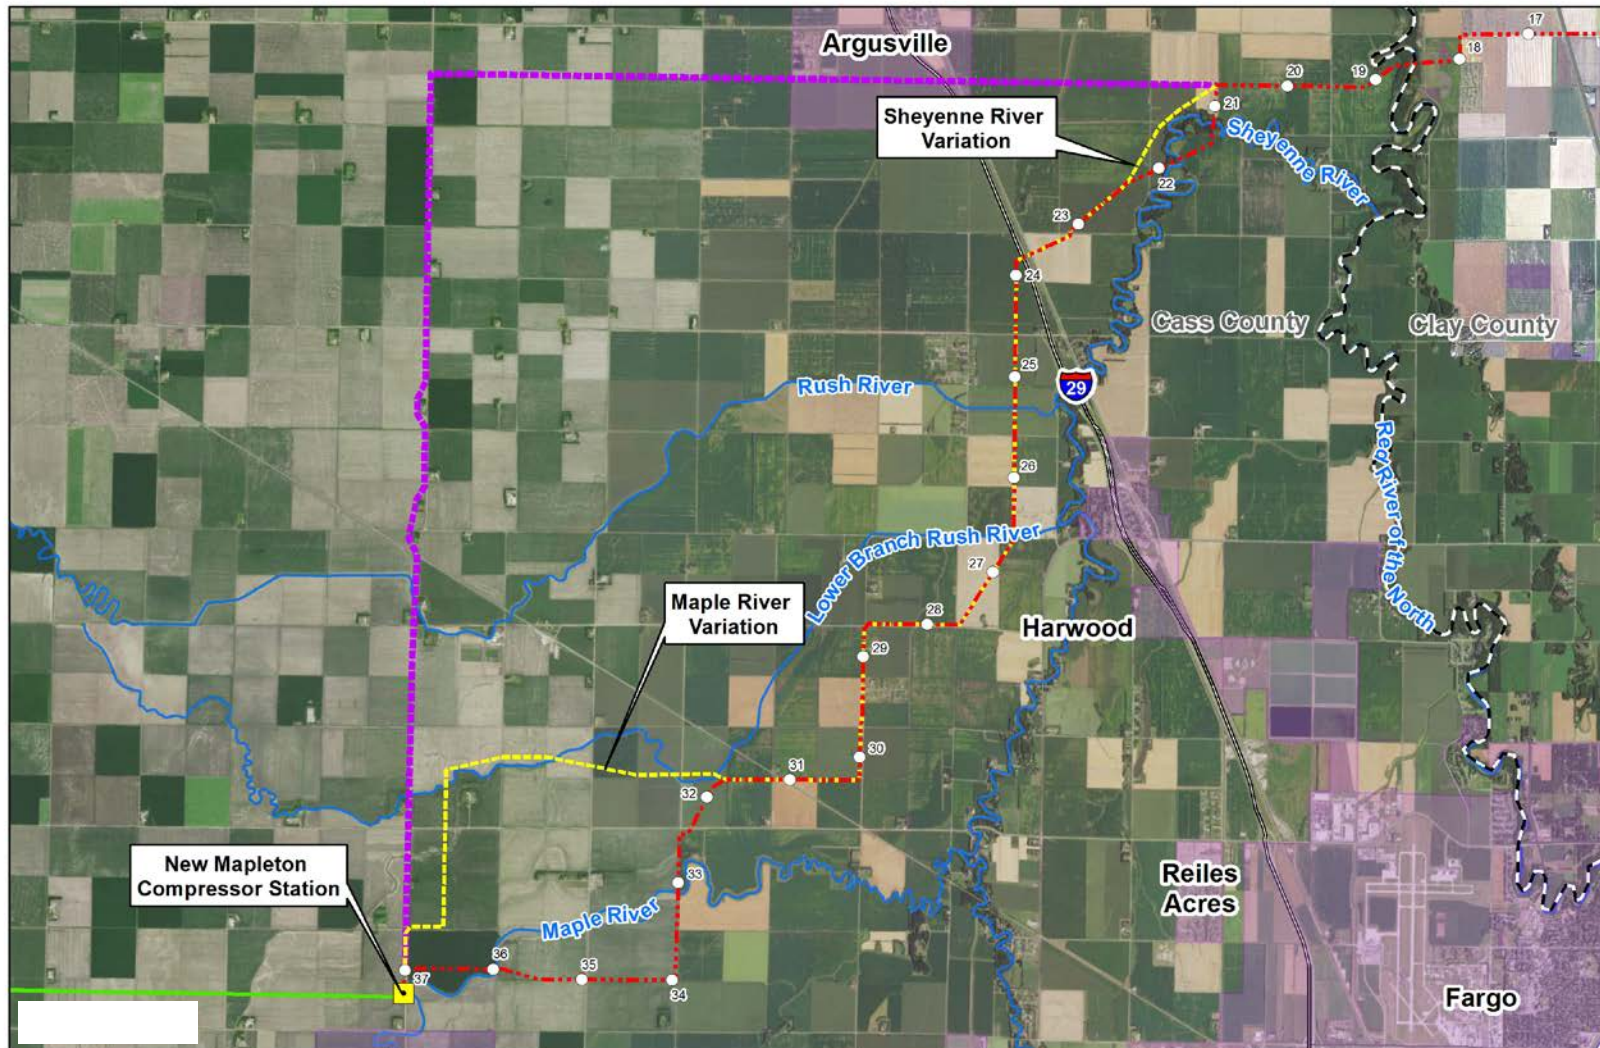 Argusville
17
18
19
20
21
Sheyenne River
Variation
Sheyenne River
22
23
24
Cass County
Clay County
25
29
Rush River
26
Red River of the North
Lower Branch Rush River
27
Maple River
Variation
28
Harwood
29
30
31
32
New Mapleton
Compressor Station
33
Reiles
Acres
Maple River
36
35
37
34
Fargo